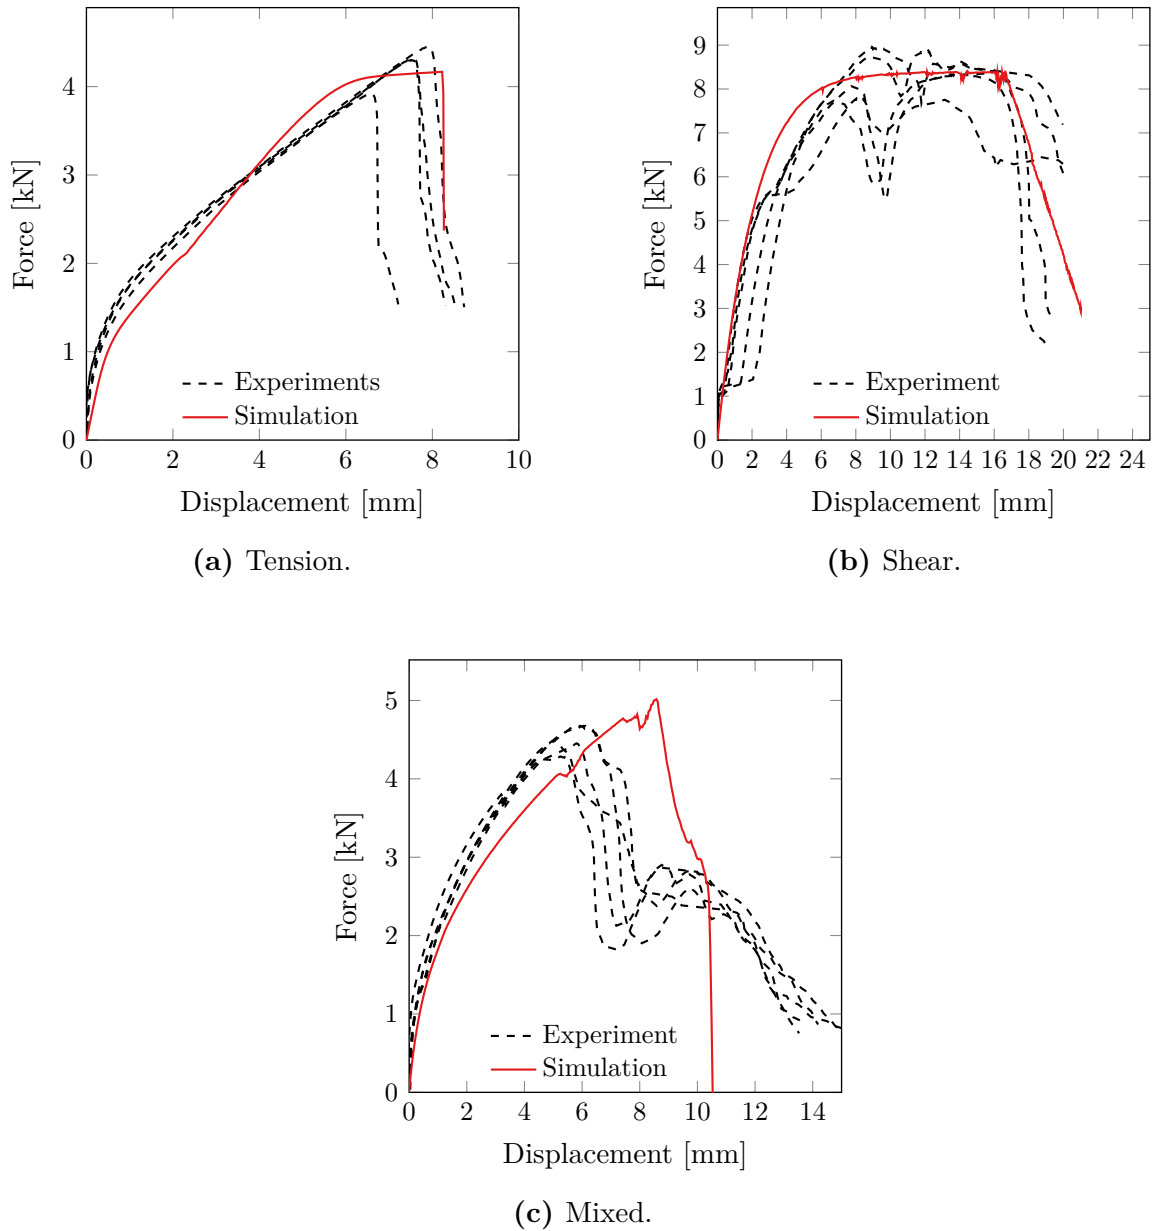 4
3
2
1
0
Force [kN]
Experiments
Simulation
0 2 4 6 8 10
Displacement [mm]
(a) Tension.
9
8
7
6
5
4
3
2
1
0
Force [kN]
Experiment
Simulation
0 2 4 6 8 10 12 14 16 18 20 22 24
Displacement [mm]
(b) Shear.
5
4
3
2
1
0
Force [kN]
Experiment
Simulation
0 2 4 6 8 10 12 14
Displacement [mm]
(c) Mixed.